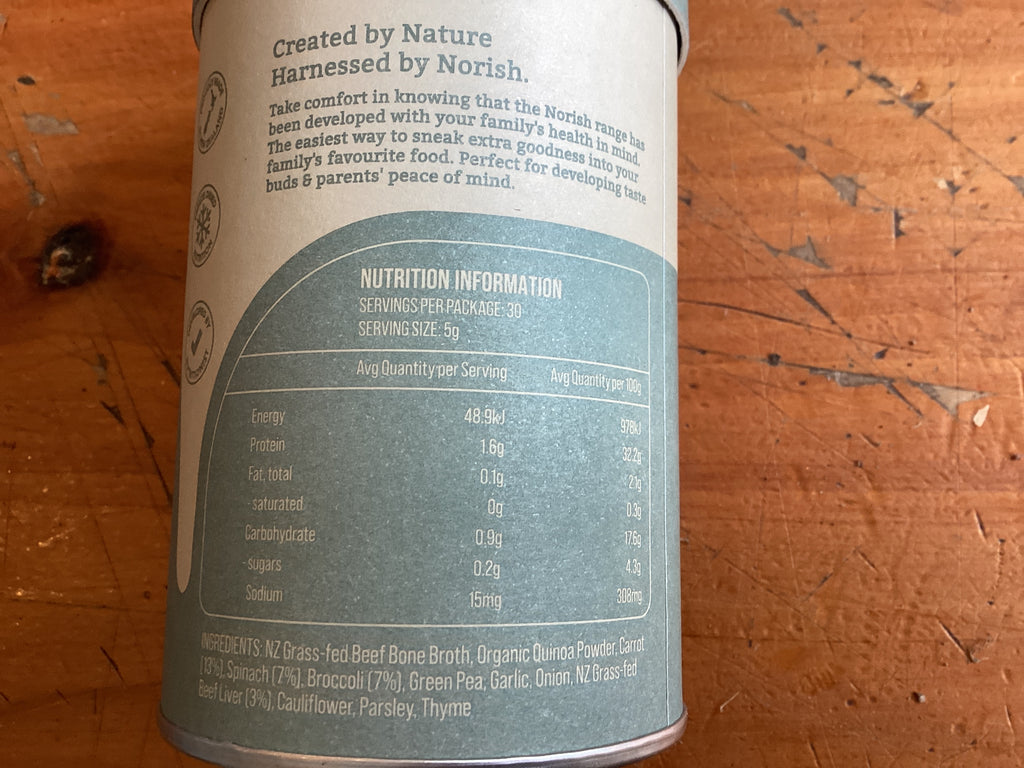 Created by Nature
Harnessed by Norish.
Take comfort in knowing that the Norish range has
been developed with your family's health in mind.
The easiest way to sneak extra goodness into your
family's favourite food. Perfect for developing taste
buds & parents' peace of mind.
NUTRITION INFORMATION
SERVINGS PER PACKAGE: 30
SERVING SIZE: 5g
Avg Quantity per Serving Avg Quantity per 100g
Energy 48.9kJ 978kJ
Protein 1.6g 32.2g
Fat, total 0.1g 2.1g
saturated 0g 0.3g
Carbohydrate 0.9g 17.6g
-sugars 0.2g 4.3g
Sodium 15mg 308mg
INGREDIENTS: NZ Grass-fed Beef Bone Broth, Organic Quinoa Powder, Carrot
(13%), Spinach (7%), Broccoli (7%), Green Pea, Garlic, Onion, NZ Grass-fed
Beef Liver (3%), Cauliflower, Parsley, Thyme